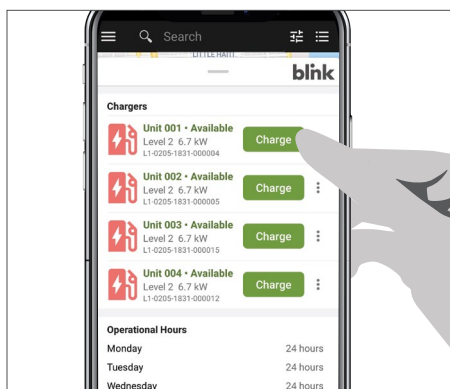 Search
LITTLE HAITI
blink
Chargers
Unit 001 • Available
Level 2 6.7 kW
L1-0205-1831-000004
Charge
Unit 002 • Available
Level 2 6.7 kW
L1-0205-1831-000005
Charge
Unit 003 • Available
Level 2 6.7 kW
L1-0205-1831-000015
Charge
Unit 004 • Available
Level 2 6.7 kW
L1-0205-1831-000012
Charge
Operational Hours
Monday 24 hours
Tuesday 24 hours
Wednesday 24 hours